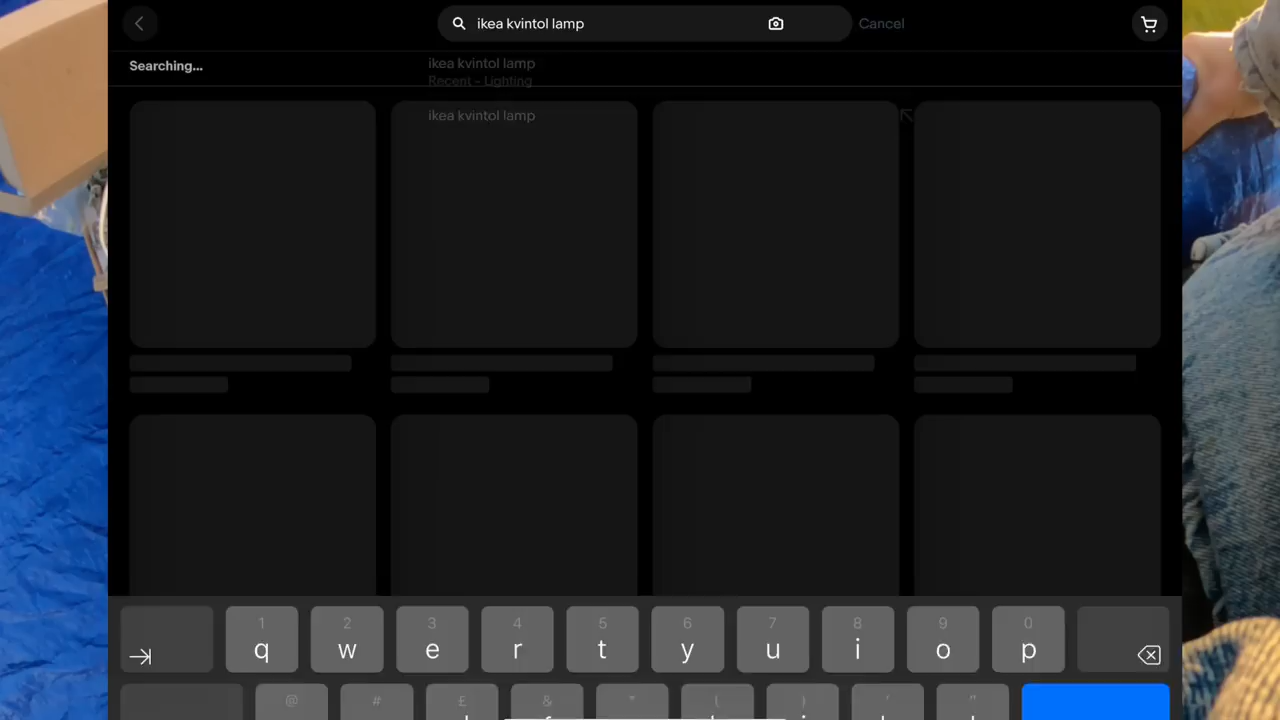 ikea kvintol lamp
Cancel
Searching...
ikea kvintol lamp
Recent - Lighting
ikea kvintol lamp
1 2 3 4 5 6 7 8 9 0
q w e r t y u i o p
@ # £ & * ( ) ' "